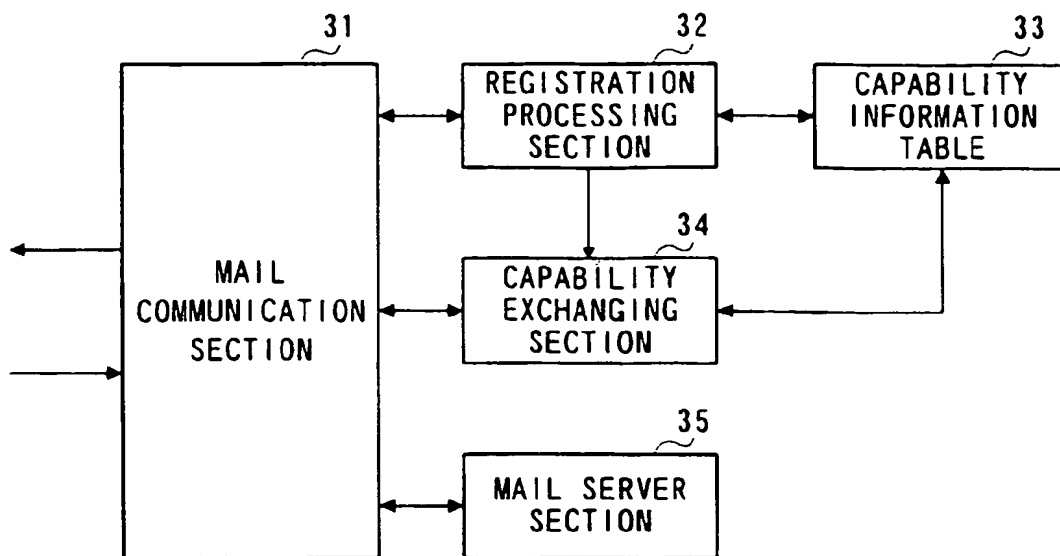 31
MAIL
COMMUNICATION
SECTION
32
REGISTRATION
PROCESSING
SECTION
33
CAPABILITY
INFORMATION
TABLE
34
CAPABILITY
EXCHANGING
SECTION
35
MAIL SERVER
SECTION